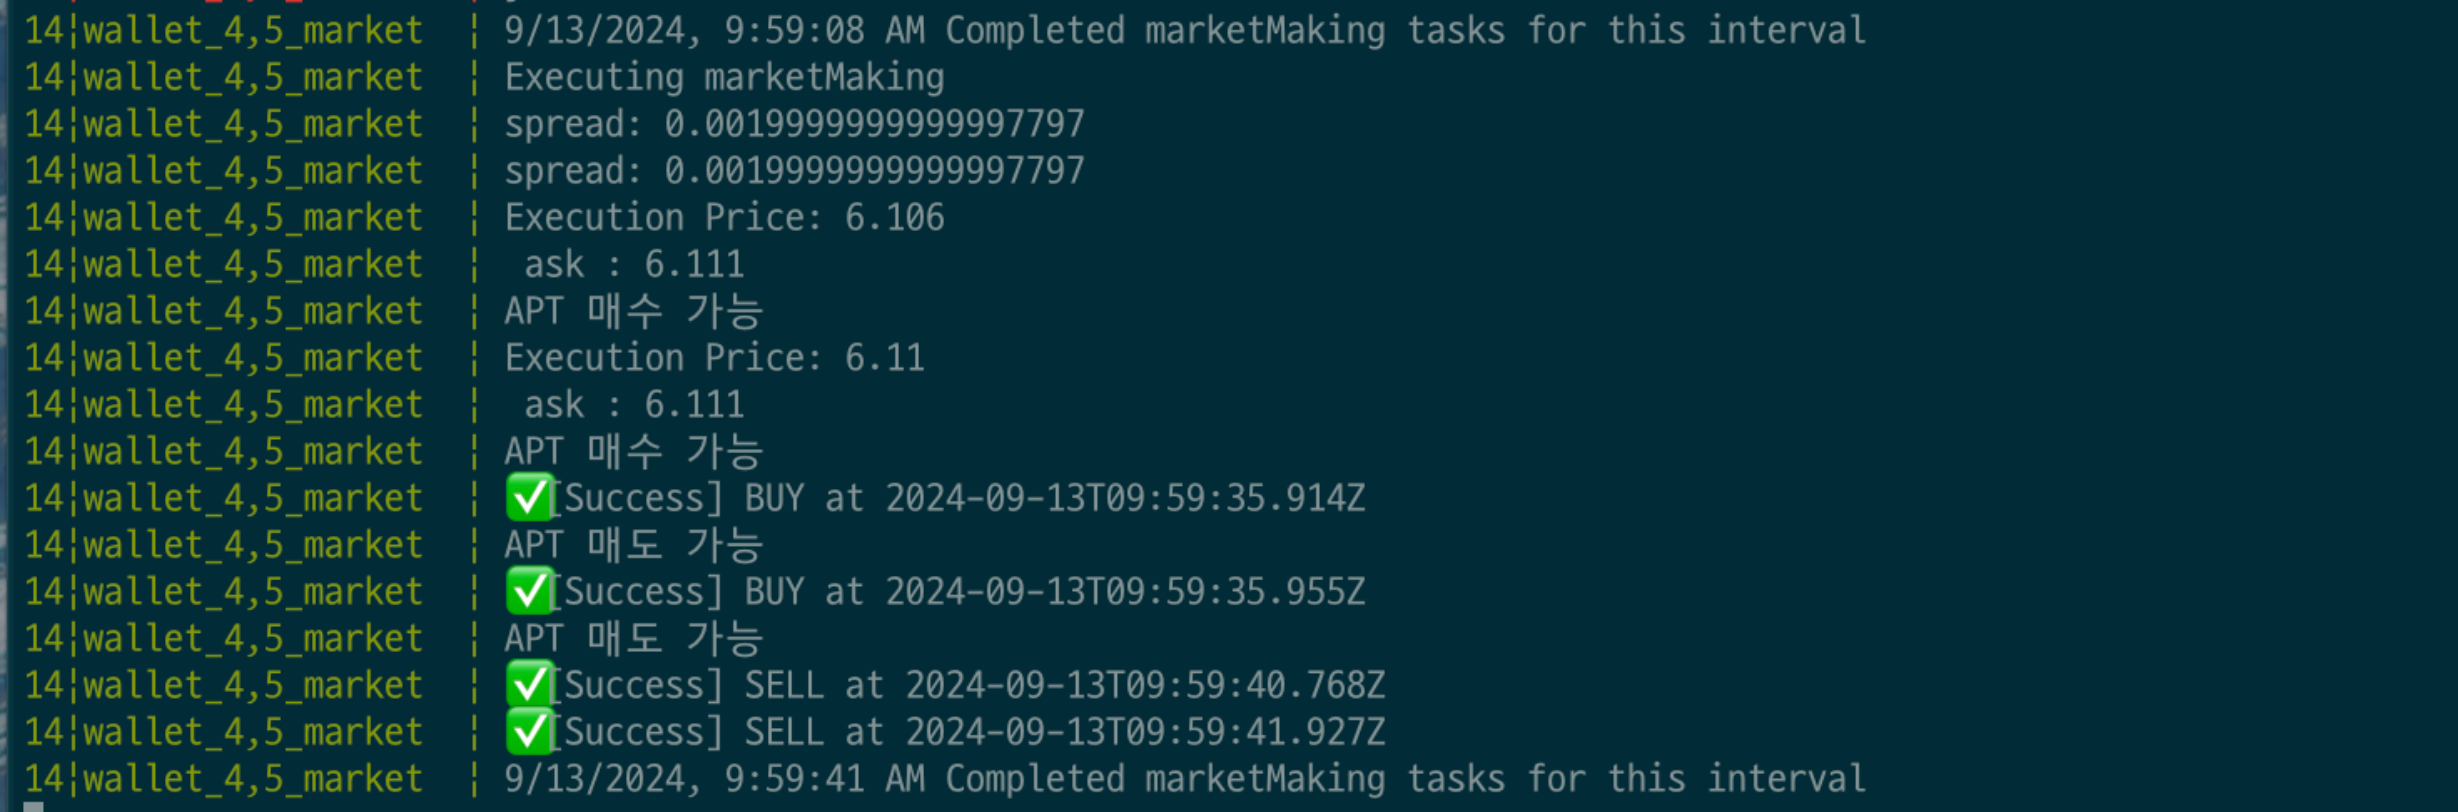 14|wallet_4,5_market | 9/13/2024, 9:59:08 AM Completed marketMaking tasks for this interval
14|wallet_4,5_market | Executing marketMaking
14|wallet_4,5_market | spread: 0.0019999999999997797
14|wallet_4,5_market | spread: 0.0019999999999997797
14|wallet_4,5_market | Execution Price: 6.106
14|wallet_4,5_market |  ask : 6.111
14|wallet_4,5_market | APT 매수 가능
14|wallet_4,5_market | Execution Price: 6.11
14|wallet_4,5_market |  ask : 6.111
14|wallet_4,5_market | APT 매수 가능
14|wallet_4,5_market | ✅[Success] BUY at 2024-09-13T09:59:35.914Z
14|wallet_4,5_market | APT 매도 가능
14|wallet_4,5_market | ✅[Success] BUY at 2024-09-13T09:59:35.955Z
14|wallet_4,5_market | APT 매도 가능
14|wallet_4,5_market | ✅[Success] SELL at 2024-09-13T09:59:40.768Z
14|wallet_4,5_market | ✅[Success] SELL at 2024-09-13T09:59:41.927Z
14|wallet_4,5_market | 9/13/2024, 9:59:41 AM Completed marketMaking tasks for this interval